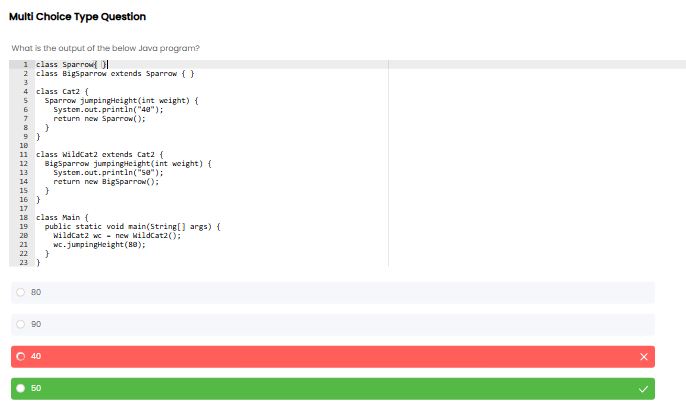 Multi Choice Type Question
What is the output of the below Java program?
1 class Sparrow{ }
2 class BigSparrow extends Sparrow { }
3
4 class Cat2 {
5 Sparrow jumpingHeight(int weight) {
6 System.out.println("40");
7 return new Sparrow();
8 }
9 }
10
11 class WildCat2 extends Cat2 {
12 BigSparrow jumpingHeight(int weight) {
13 System.out.println("50");
14 return new BigSparrow();
15 }
16 }
17
18 class Main {
19 public static void main(String[] args) {
20 WildCat2 wc = new WildCat2();
21 wc.jumpingHeight(80);
22 }
23 }
80
90
40
50